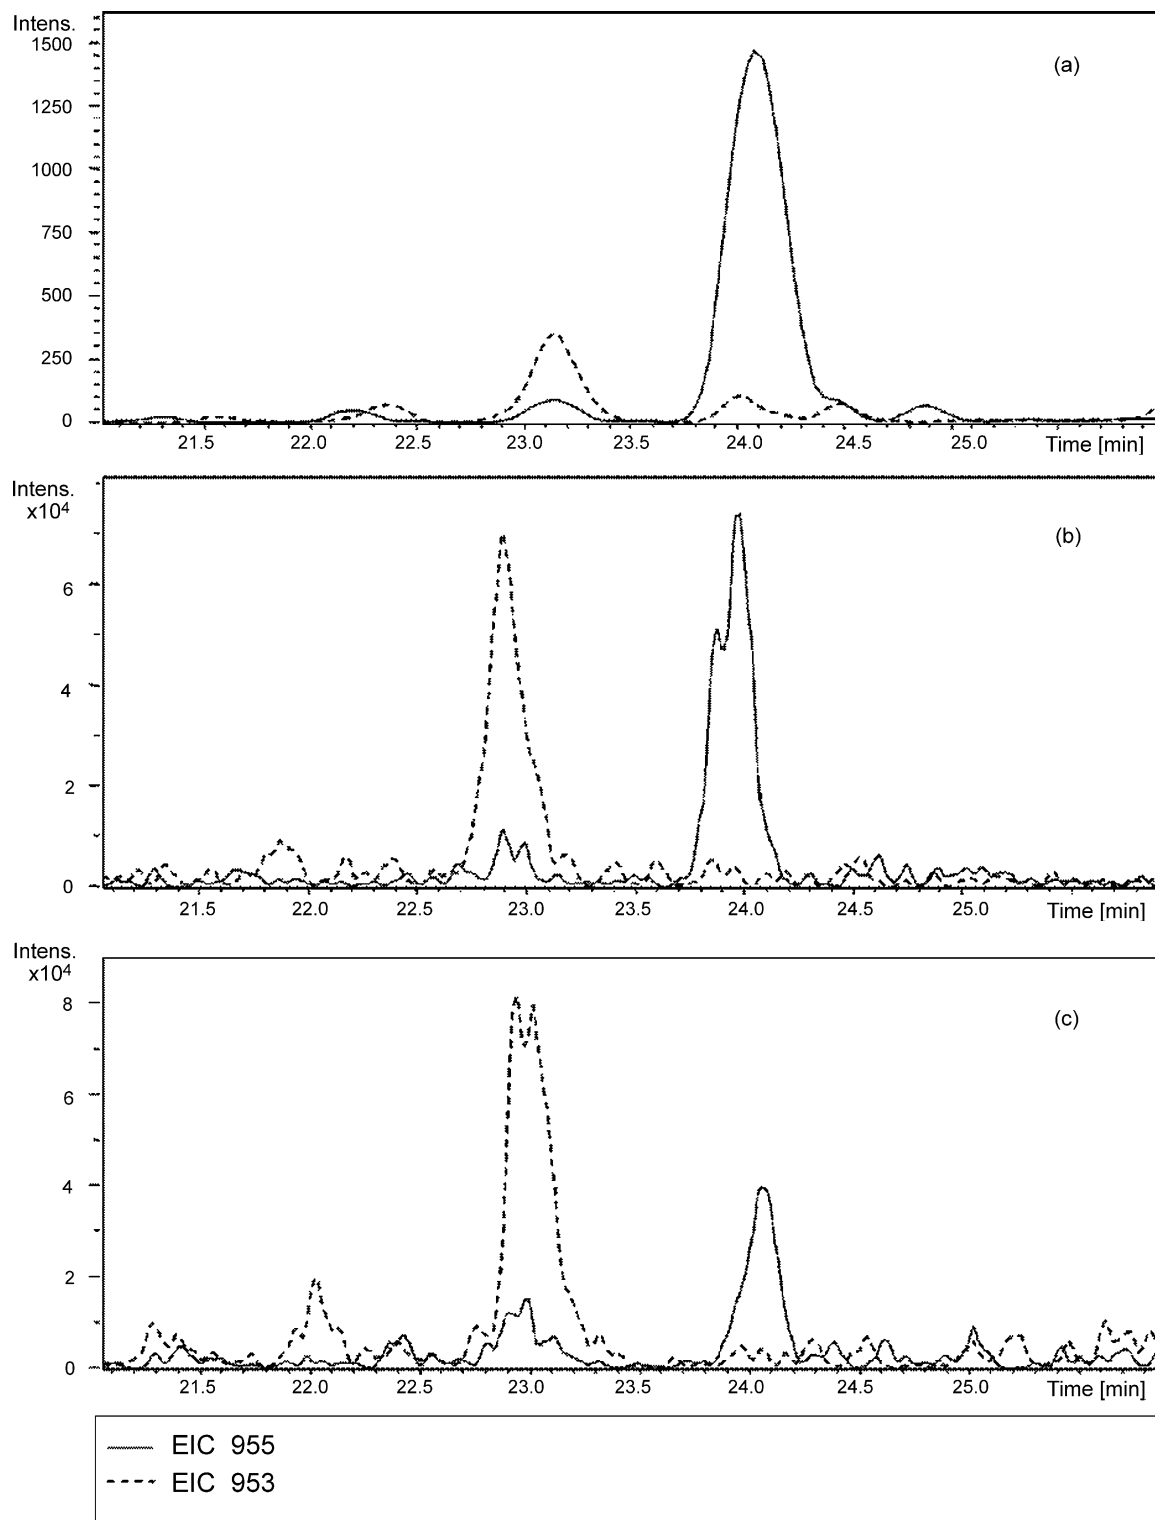 Intens.
1500
(a)
1250
1000
750
500
250
0
21.5 22.0 22.5 23.0 23.5 24.0 24.5 25.0
Time [min]
Intens.
x10⁴
(b)
6
4
2
0
21.5 22.0 22.5 23.0 23.5 24.0 24.5 25.0 Time [min]
Intens.
x10⁴
8
(c)
6
4
2
0
21.5 22.0 22.5 23.0 23.5 24.0 24.5 25.0 Time [min]
EIC 955
EIC 953